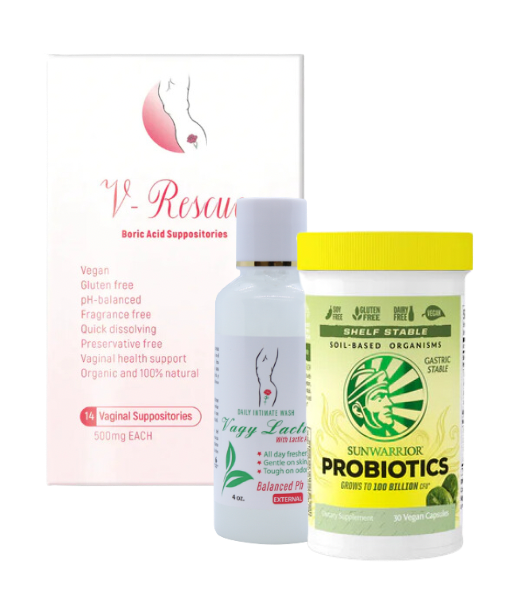 V- Rescue
Boric Acid Suppositories
Vegan
Gluten free
pH-balanced
Fragrance free
Quick dissolving
Preservative free
Vaginal health support
Organic and 100% natural
14 Vaginal Suppositories
500mg EACH
DAILY INTIMATE WASH
Vagy Lacti
With Lactic A
All day fresher
Gentle on skin
Tough on odo
Balanced Ph
EXTERNAL
4 oz.
SOY FREE
GLUTEN FREE
DAIRY FREE
VEGAN
SHELF STABLE
SOIL-BASED ORGANISMS
GASTRIC STABLE
SUNWARRIOR
PROBIOTICS
GROWS TO 100 BILLION CFU*
Dietary Supplement
30 Vegan Capsules